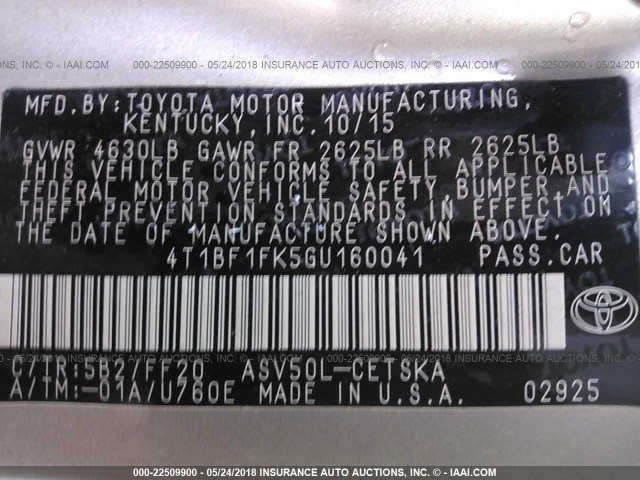 000-22509900 - 05/24/2018 INSURANCE AUTO AUCTIONS, INC. - IAAI.COM
MFD.BY:TOYOTA MOTOR MANUFACTURING,
KENTUCKY,INC.10/15
GVWR 4630LB GAWR FR 2625LB RR 2625LB
THIS VEHICLE CONFORMS TO ALL APPLICABLE
FEDERAL MOTOR VEHICLE SAFETY, BUMPER,AND
THEFT PREVENTION STANDARDS IN EFFECT ON
THE DATE OF MANUFACTURE SHOWN ABOVE.
4T1BF1FK5GU160041 PASS.CAR
C/TR:5B27/FF20 ASV50L-CETSKA
A/TM:-01A/U760E MADE IN U.S.A. 02925
000-22509900 - 05/24/2018 INSURANCE AUTO AUCTIONS, INC. - IAAI.COM
000-22509900 - 05/24/2018 INSURANCE AUTO AUCTIONS, INC. - IAAI.COM